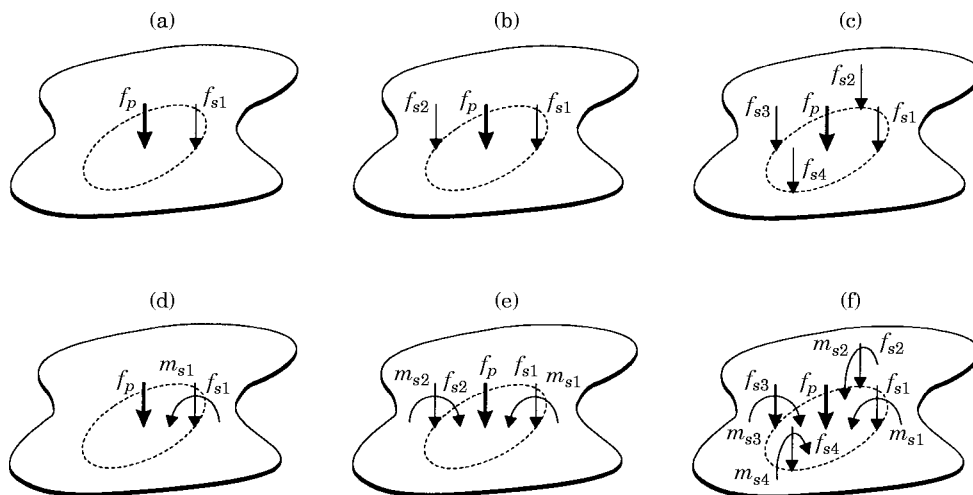 (a) (b) (c)
f_s2
f_p f_s1 f_s2 f_p f_s1 f_s3 f_p f_s1
f_s4
(d) (e) (f)
m_s2 f_s2
m_s1
f_p f_s1 m_s2 f_s2 f_p f_s1 m_s1 f_s3 f_p f_s1
m_s3 f_s4 m_s1
m_s4